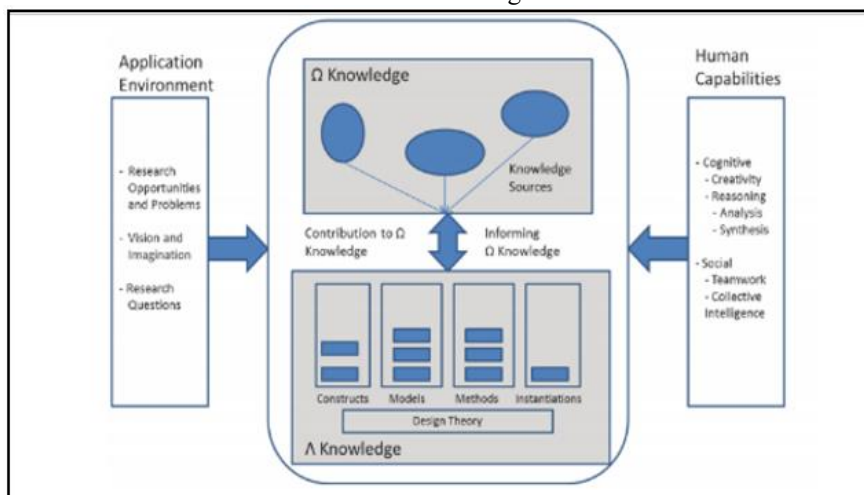 Application
Environment
- Research
Opportunities
and Problems
- Vision and
Imagination
- Research
Questions
Ω Knowledge
Knowledge
Sources
Contribution to Ω
Knowledge
Informing
Ω Knowledge
Constructs
Models
Methods
Instantiations
Design Theory
Λ Knowledge
Human
Capabilities
- Cognitive
- Creativity
- Reasoning
- Analysis
- Synthesis
- Social
- Teamwork
- Collective
Intelligence